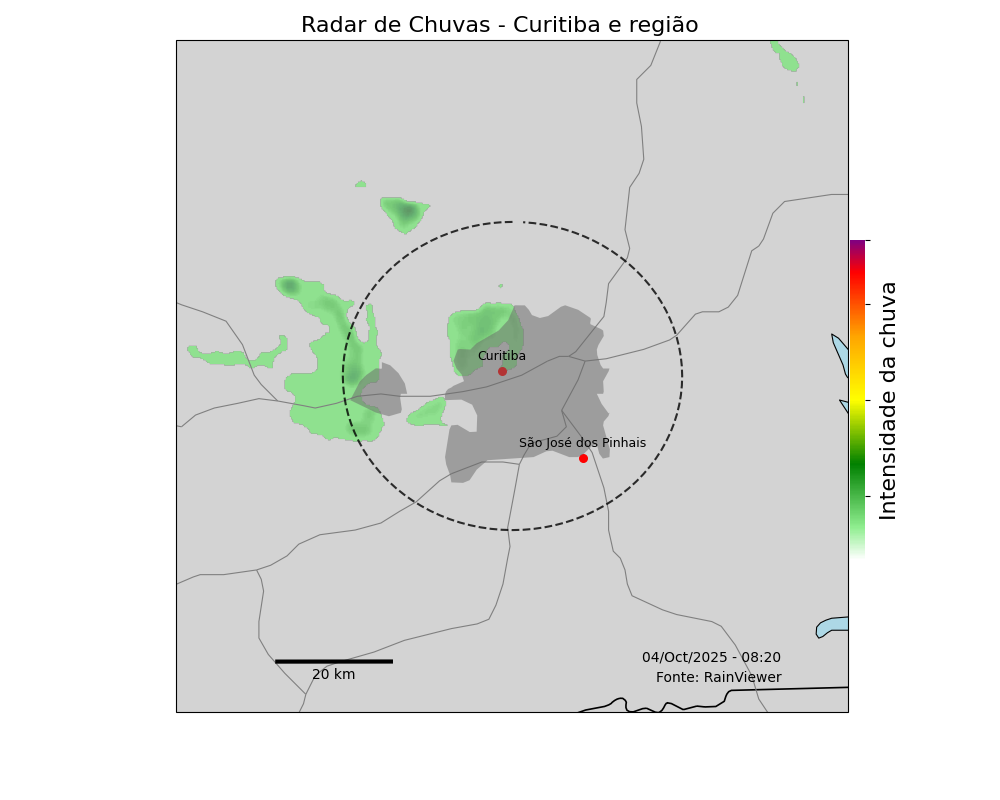 Radar de Chuvas - Curitiba e região
Curitiba
São José dos Pinhais
Intensidade da chuva
04/Oct/2025 - 08:20
Fonte: RainViewer
20 km